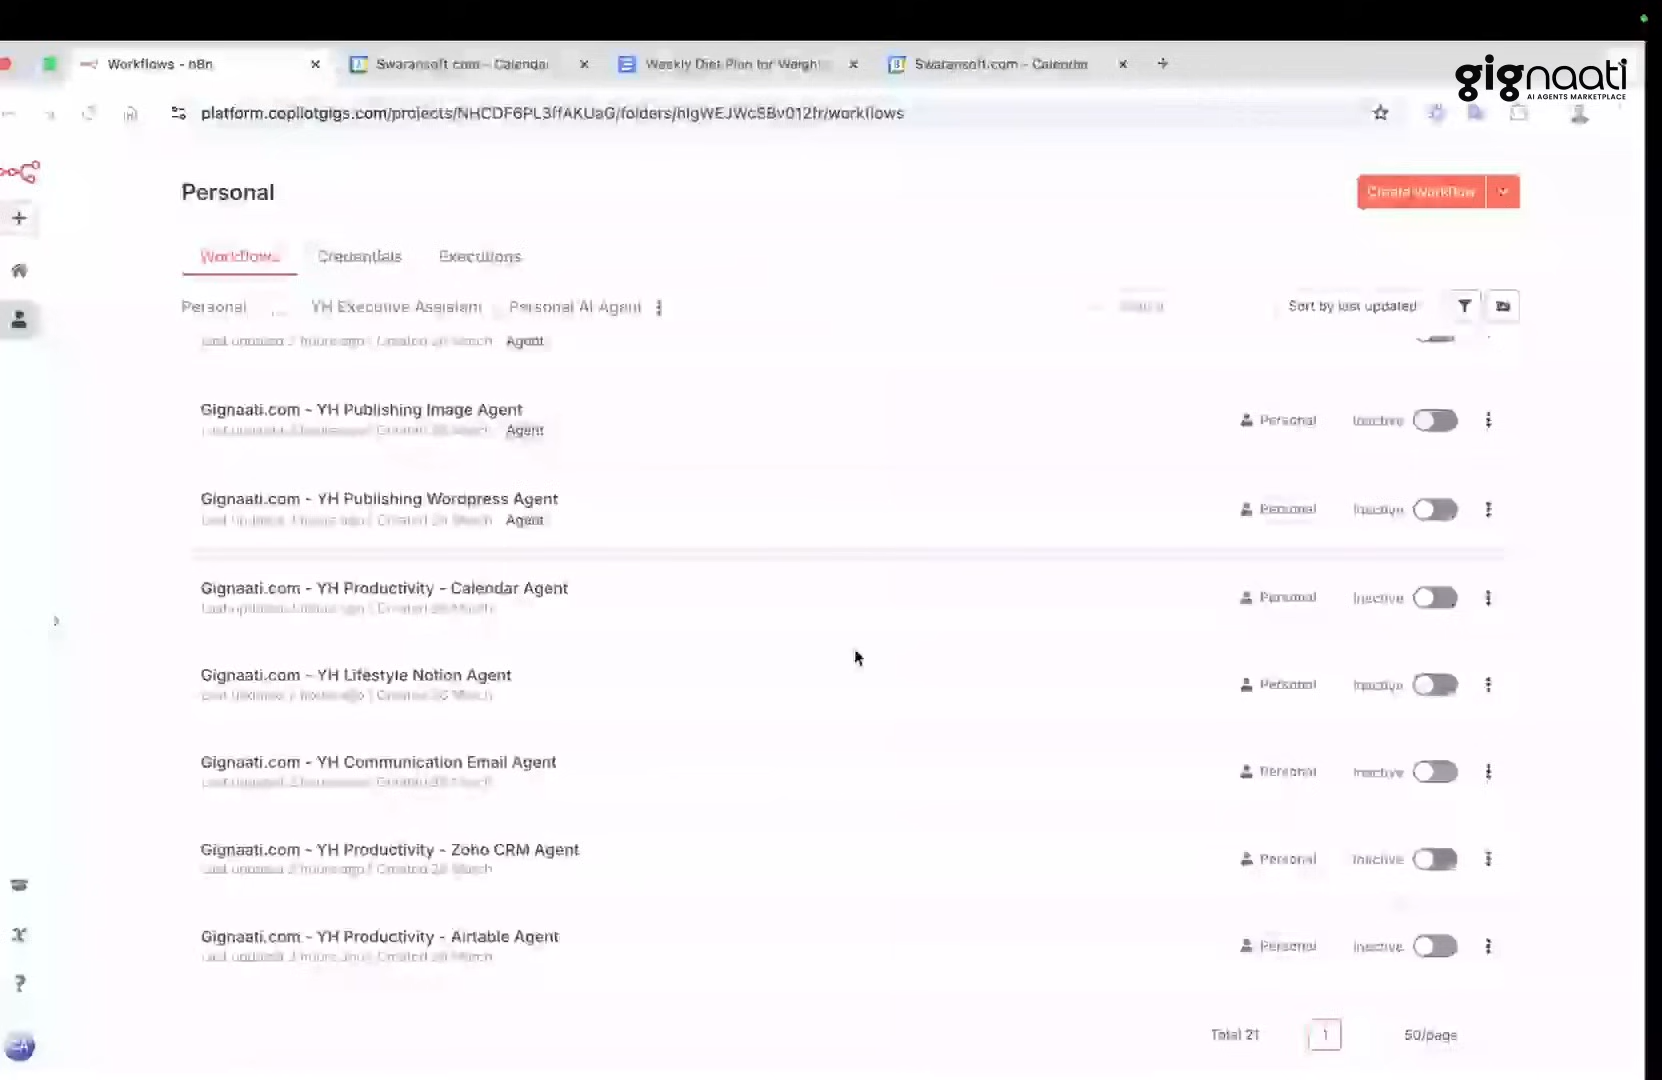 Workflows - n8n
Swaransoft.com - Calendar
Weekly Diet Plan for Weight
Swaransoft.com - Calendar
gignaati
AI AGENTS MARKETPLACE
platform.copilotgigs.com/projects/
Personal
Create Workflow
Workflows
Credentials
Executions
Personal
YH Executive Assistant
Personal AI Agent
Sort by last updated
Agent
Gignaati.com - YH Publishing Image Agent
Agent
Personal
Inactive
Gignaati.com - YH Publishing Wordpress Agent
Agent
Personal
Inactive
Gignaati.com - YH Productivity - Calendar Agent
Personal
Inactive
Gignaati.com - YH Lifestyle Notion Agent
Personal
Inactive
Gignaati.com - YH Communication Email Agent
Personal
Inactive
Gignaati.com - YH Productivity - Zoho CRM Agent
Personal
Inactive
Gignaati.com - YH Productivity - Airtable Agent
Personal
Inactive
Total 21
1
50/page